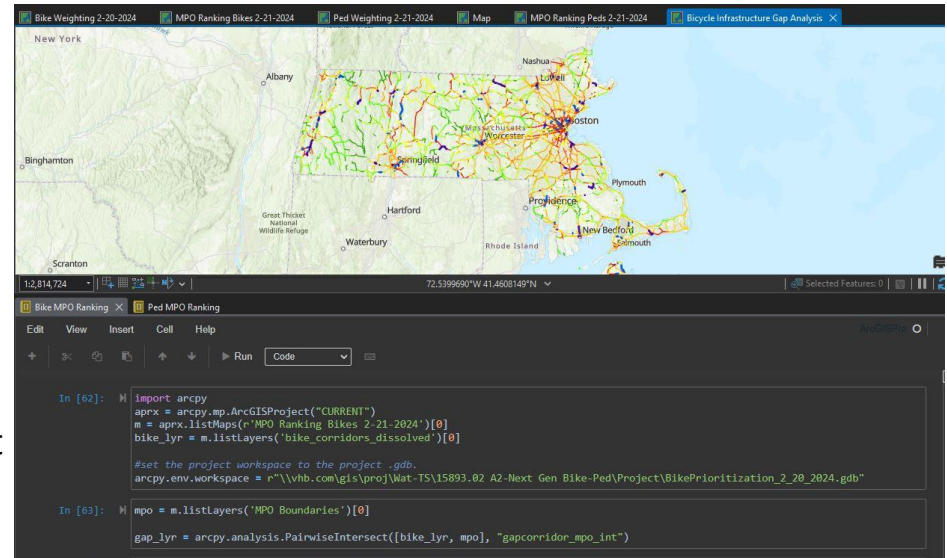 Bike Weighting 2-20-2024 MPO Ranking Bikes 2-21-2024 Ped Weighting 2-21-2024 Map MPO Ranking Peds 2-21-2024 Bicycle Infrastructure Gap Analysis
New York
Nashua
Albany
Lowell
Boston
Massachusetts
Worcester
Binghamton
Springfield
Plymouth
Hartford
Providence
Great Thicket
National
Wildlife Refuge
New Bedford
Waterbury
Rhode Island
Scranton
1:2,814,724 72.5399690°W 41.4608149°N Selected Features: 0
Bike MPO Ranking Ped MPO Ranking
Edit View Insert Cell Help ArcGISPro
Run Code
In [62]: import arcpy
aprx = arcpy.mp.ArcGISProject("CURRENT")
m = aprx.listMaps(r'MPO Ranking Bikes 2-21-2024')[0]
bike_lyr = m.listLayers('bike_corridors_dissolved')[0]
#set the project workspace to the project .gdb.
arcpy.env.workspace = r"\\vhb.com\gis\proj\Wat-TS\15893.02 A2-Next Gen Bike-Ped\Project\BikePrioritization_2_20_2024.gdb"
In [63]: mpo = m.listLayers('MPO Boundaries')[0]
gap_lyr = arcpy.analysis.PairwiseIntersect([bike_lyr, mpo], "gapcorridor_mpo_int")